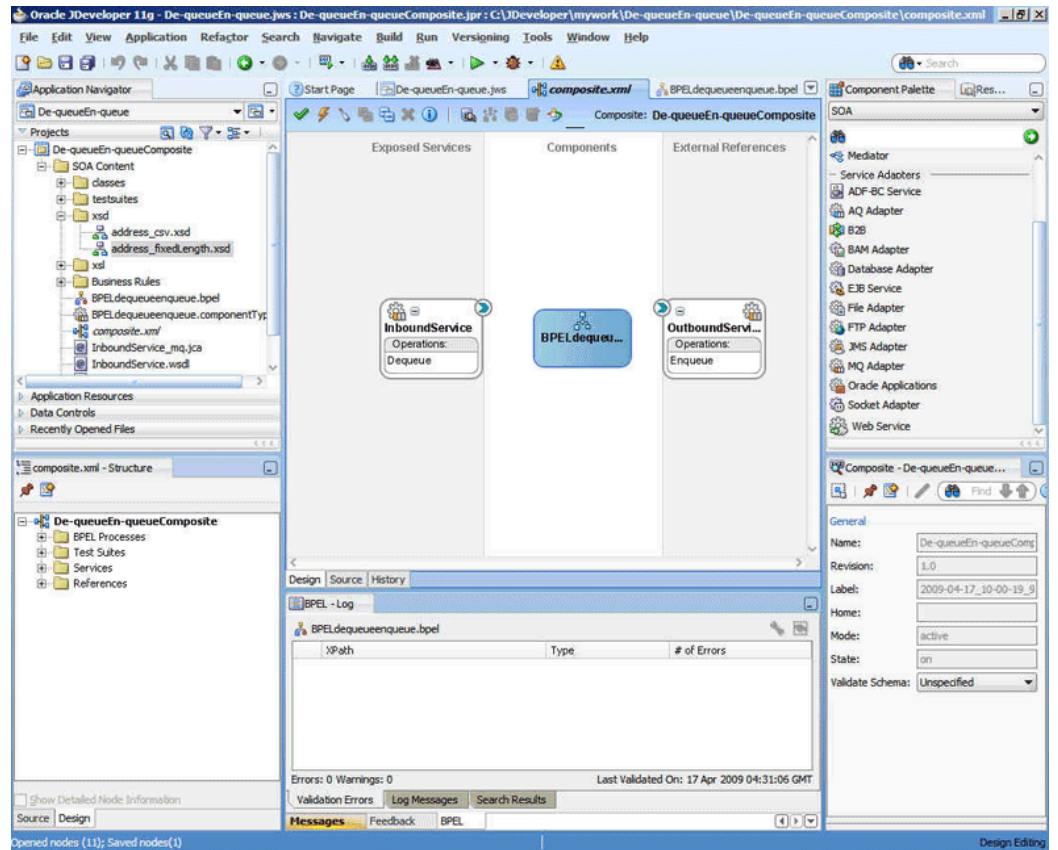 Oracle JDeveloper 11g - De-queueEn-queue.jws : De-queueEn-queueComposite.jpr : C:\JDeveloper\mywork\De-queueEn-queue\De-queueEn-queueComposite\composite.xml
File Edit View Application Refactor Search Navigate Build Run Versioning Tools Window Help
Search
Application Navigator
De-queueEn-queue
Projects
De-queueEn-queueComposite
SOA Content
classes
testsuites
xsd
address_csv.xsd
address_fixedLength.xsd
xsl
Business Rules
BPELdequeueenqueue.bpel
BPELdequeueenqueue.componentTyp
composite.xml
InboundService_mq.jca
InboundService.wsdl
Application Resources
Data Controls
Recently Opened Files
composite.xml - Structure
De-queueEn-queueComposite
BPEL Processes
Test Suites
Services
References
Show Detailed Node Information
Source Design
Start Page De-queueEn-queue.jws composite.xml BPELdequeueenqueue.bpel
Composite: De-queueEn-queueComposite
Exposed Services Components External References
InboundService
Operations:
Dequeue
BPELdequeu...
OutboundServi...
Operations:
Enqueue
Design Source History
BPEL - Log
BPELdequeueenqueue.bpel
XPath Type # of Errors
Errors: 0 Warnings: 0 Last Validated On: 17 Apr 2009 04:31:06 GMT
Validation Errors Log Messages Search Results
Messages Feedback BPEL
Component Palette Res...
SOA
Mediator
Service Adapters
ADF-BC Service
AQ Adapter
B2B
BAM Adapter
Database Adapter
EJB Service
File Adapter
FTP Adapter
JMS Adapter
MQ Adapter
Oracle Applications
Socket Adapter
Web Service
Composite - De-queueEn-queue...
Find
General
Name: De-queueEn-queueComp
Revision: 1.0
Label: 2009-04-17_10-00-19_9
Home:
Mode: active
State: on
Validate Schema: Unspecified
Opened nodes (11); Saved nodes(1) Design Editing